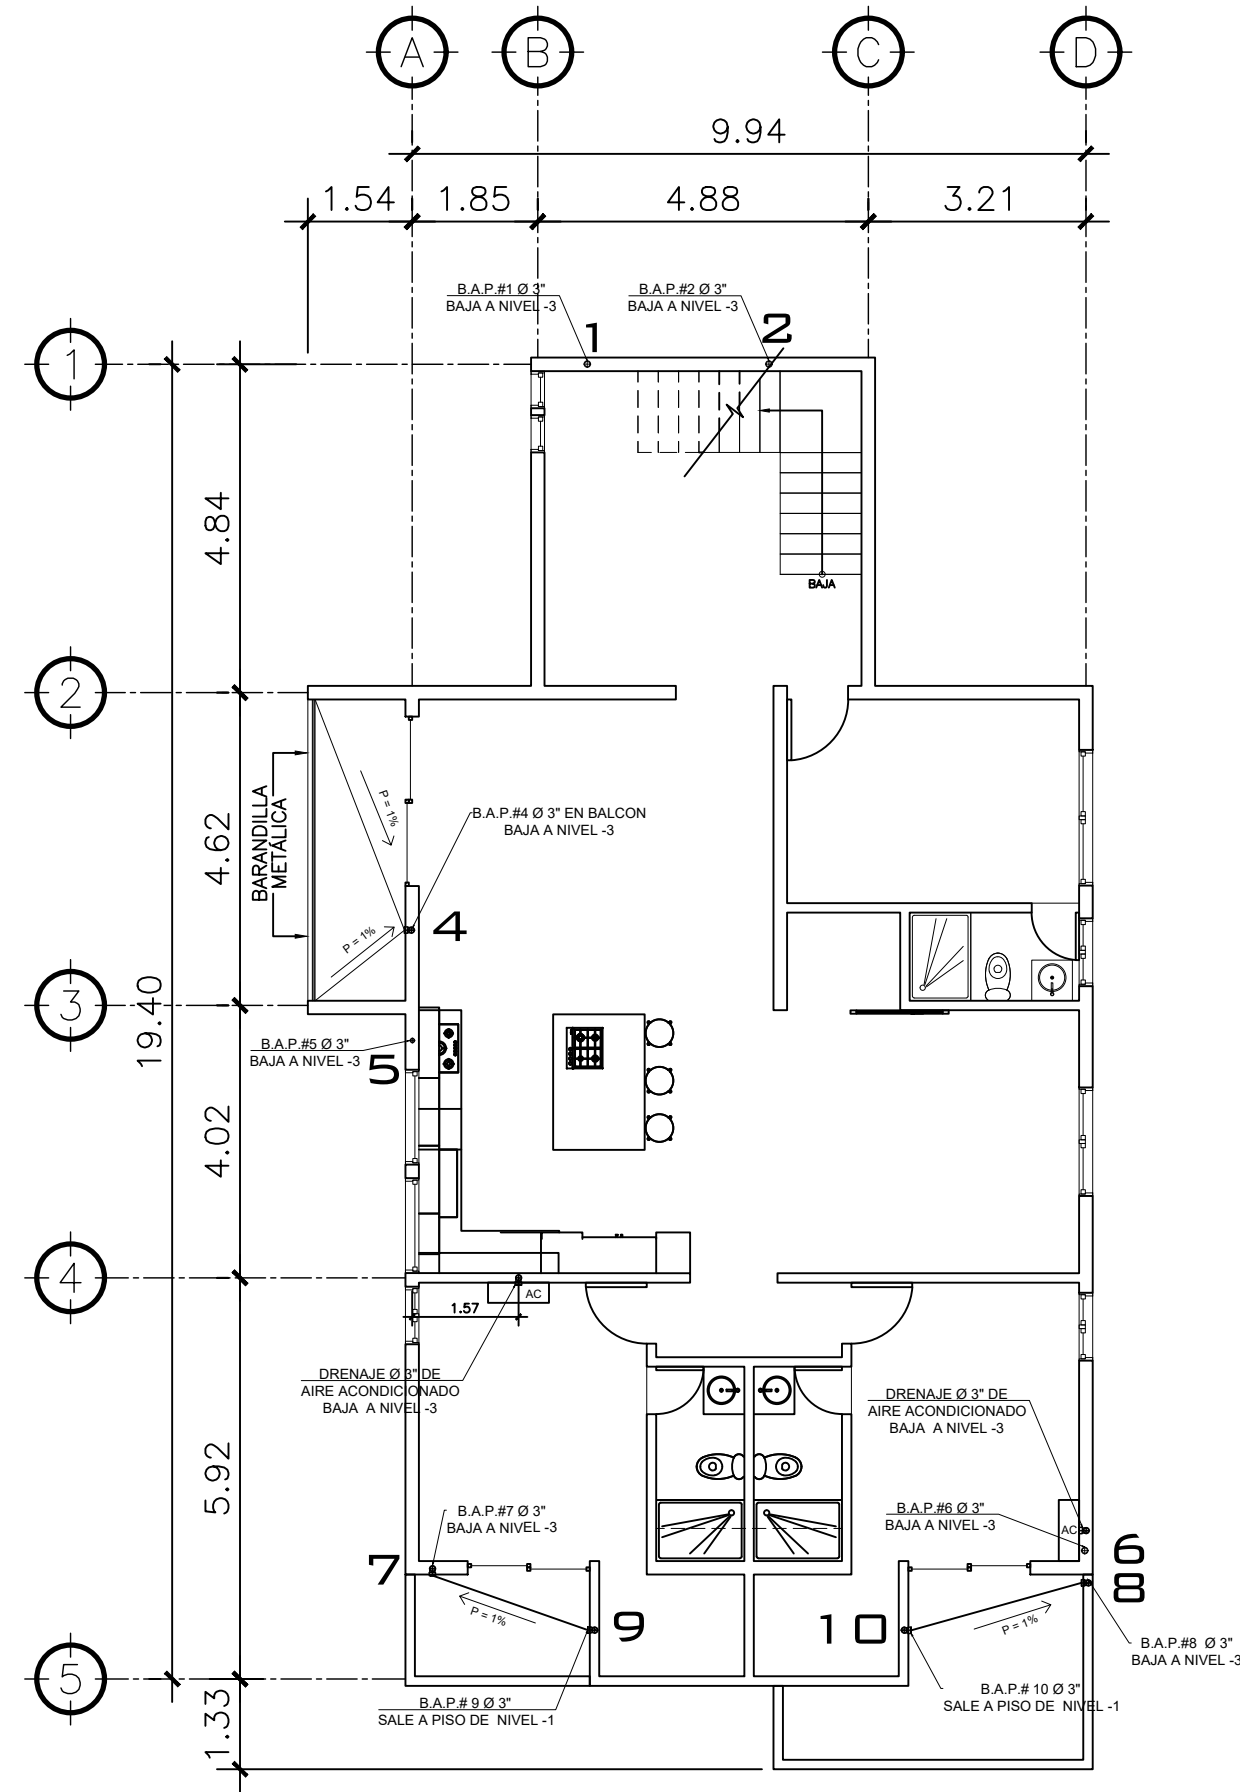 A
B
C
D
9.94
1.54
1.85
4.88
3.21
B.A.P.#1 Ø 3"
BAJA A NIVEL -3
B.A.P.#2 Ø 3"
BAJA A NIVEL -3
1
2
1
4.84
BAJA
2
BARANDILLA
METÁLICA
P = 1%
B.A.P.#4 Ø 3" EN BALCON
BAJA A NIVEL -3
4.62
P = 1%
4
3
19.40
B.A.P.#5 Ø 3"
BAJA A NIVEL -3
5
4.02
4
AC
1.57
DRENAJE Ø 3" DE
AIRE ACONDICIONADO
BAJA A NIVEL -3
DRENAJE Ø 3" DE
AIRE ACONDICIONADO
BAJA A NIVEL -3
5.92
B.A.P.#7 Ø 3"
BAJA A NIVEL -3
B.A.P.#6 Ø 3"
BAJA A NIVEL -3
AC
7
6
8
P = 1%
9
10
P = 1%
B.A.P.#8 Ø 3"
BAJA A NIVEL -3
5
B.A.P.# 9 Ø 3"
SALE A PISO DE NIVEL -1
B.A.P.# 10 Ø 3"
SALE A PISO DE NIVEL -1
1.33